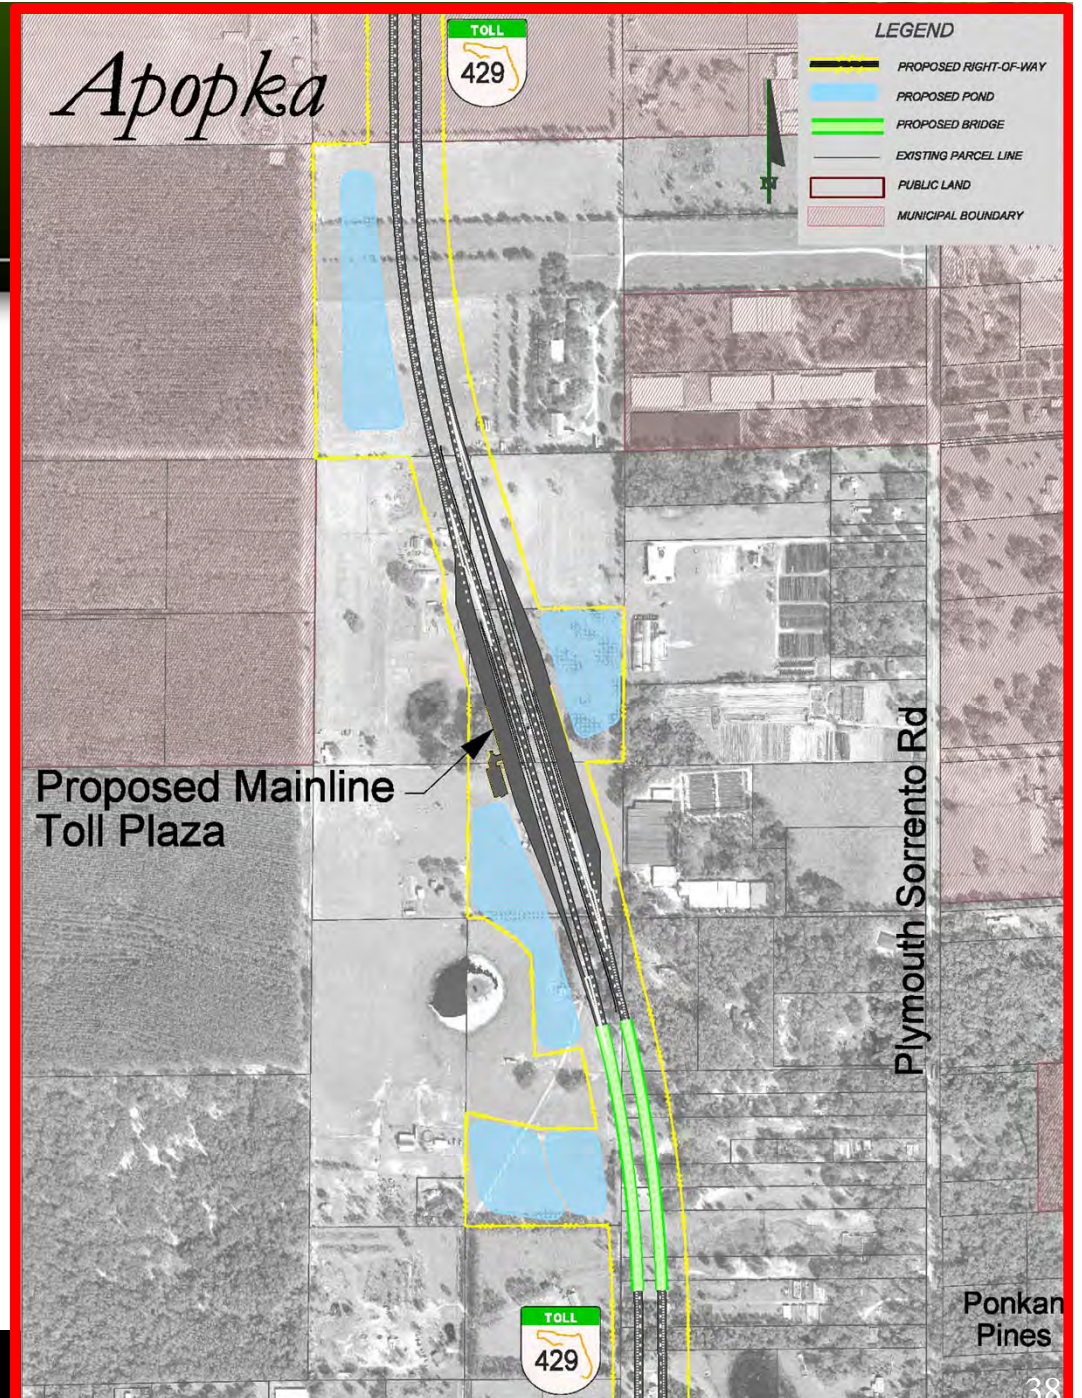 TOLL
429
Apopka
LEGEND
PROPOSED RIGHT-OF-WAY
PROPOSED POND
PROPOSED BRIDGE
EXISTING PARCEL LINE
PUBLIC LAND
MUNICIPAL BOUNDARY
N
Proposed Mainline
Toll Plaza
Plymouth Sorrento Rd
Ponkan
Pines
TOLL
429
38